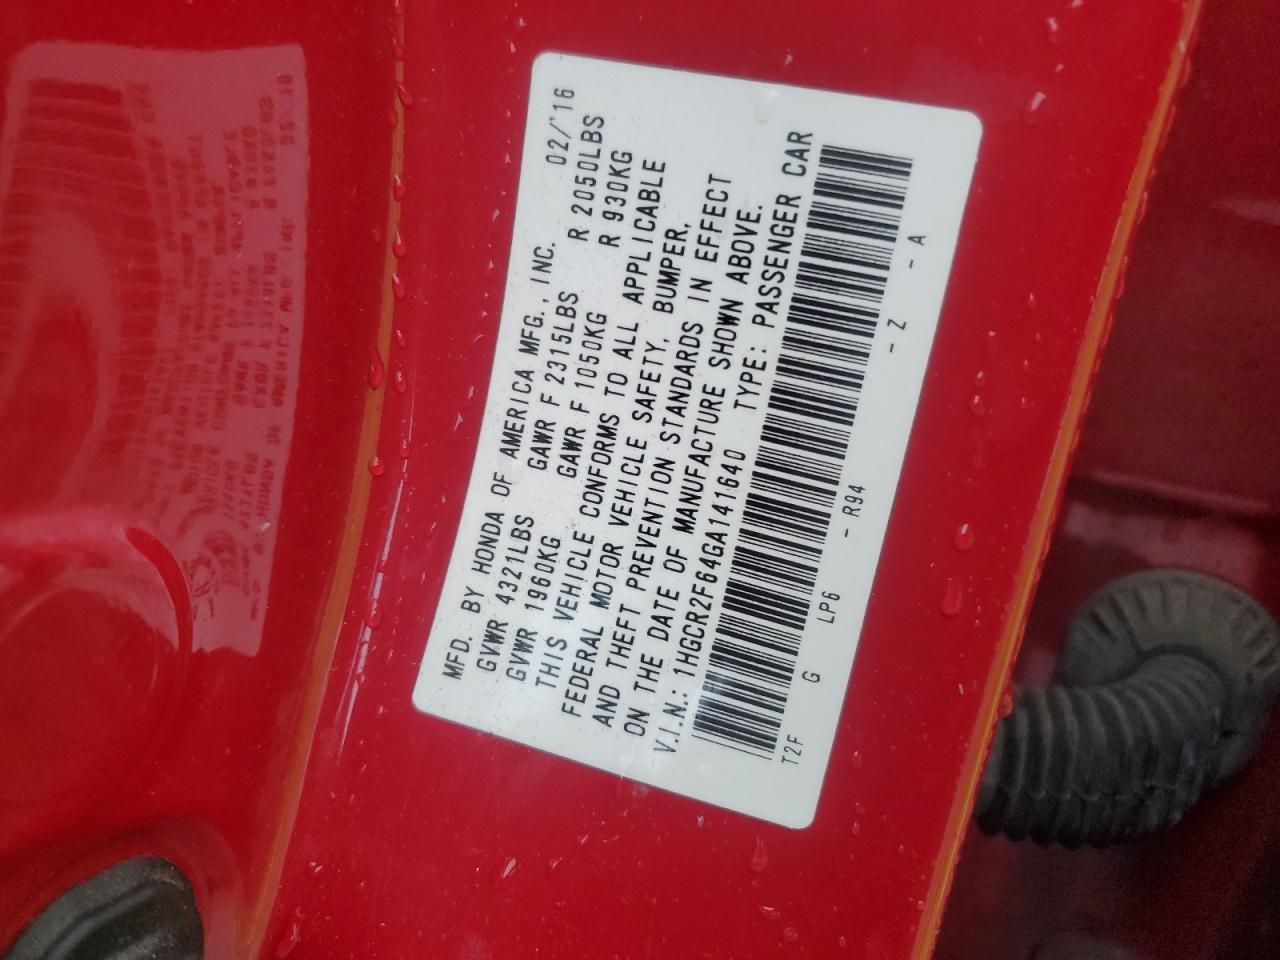 MFD. BY HONDA OF AMERICA MFG., INC. 02/'16
GVWR 4321LBS GAWR F 2315LBS R 2050LBS
GVWR 1960KG GAWR F 1050KG R 930KG
THIS VEHICLE CONFORMS TO ALL APPLICABLE
FEDERAL MOTOR VEHICLE SAFETY, BUMPER,
AND THEFT PREVENTION STANDARDS IN EFFECT
ON THE DATE OF MANUFACTURE SHOWN ABOVE.
V.I.N.: 1HGCR2F64GA141640 TYPE: PASSENGER CAR
T2F G LP6 - R94 - Z - A